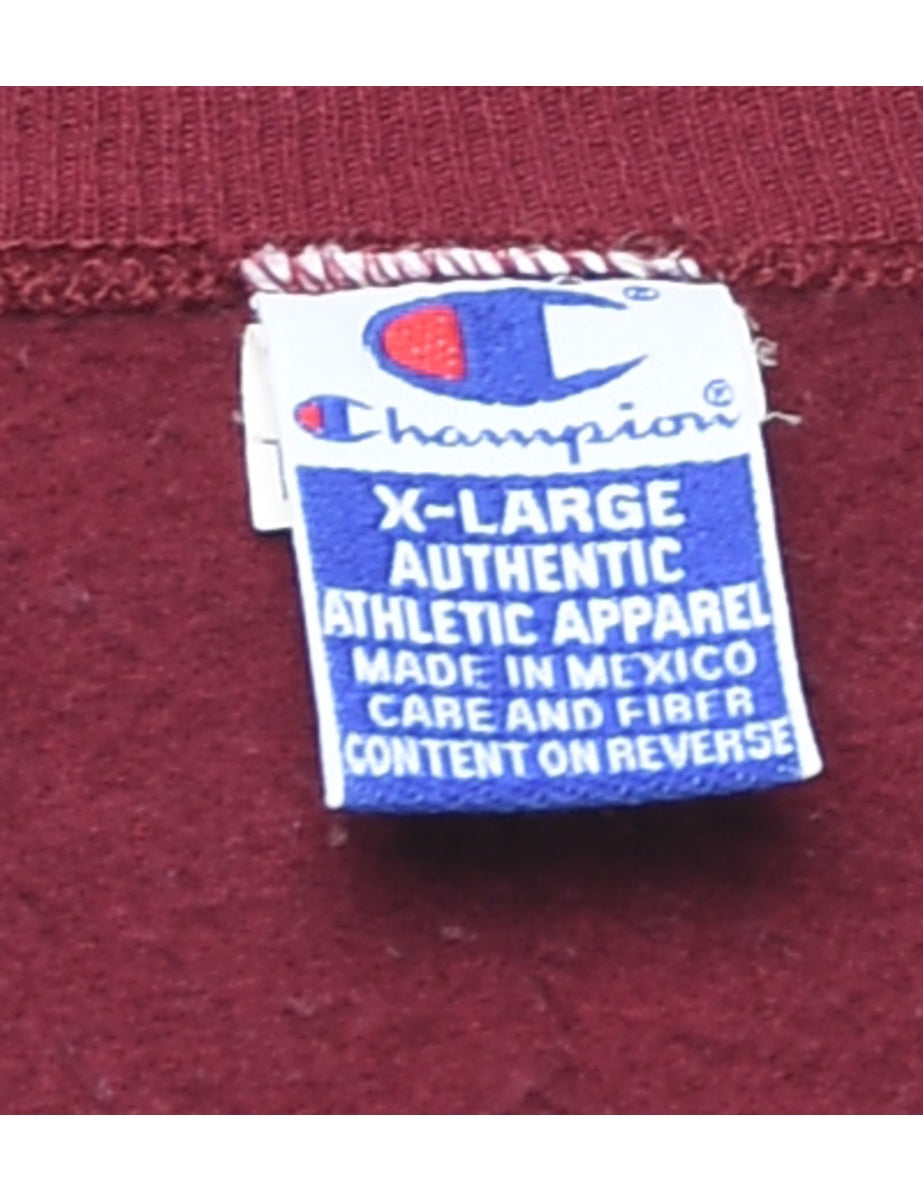 Champion®
X-LARGE
AUTHENTIC
ATHLETIC APPAREL
MADE IN MEXICO
CARE AND FIBER
CONTENT ON REVERSE